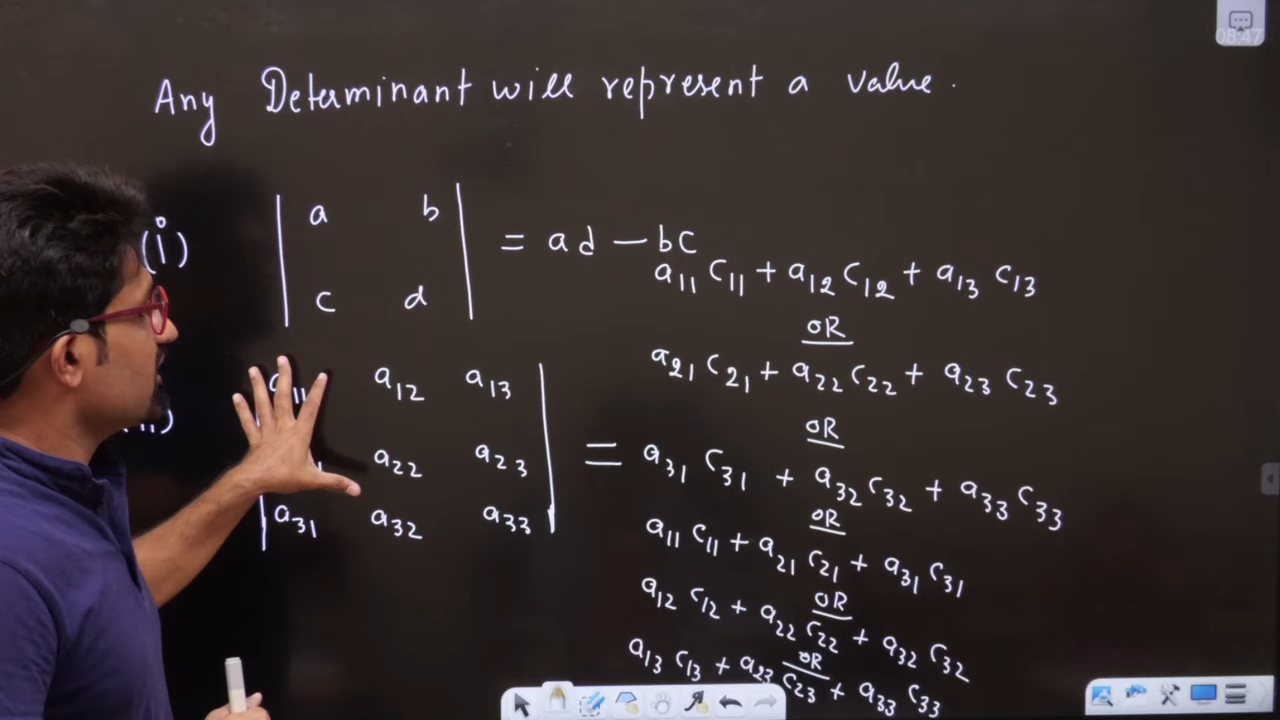 08:47
Any Determinant will represent a value.
(i) | a b | = ad − bc
| c d |
a11 C11 + a12 C12 + a13 C13
OR
a21 C21 + a22 C22 + a23 C23
OR
a12 a13 |
a22 a23 | = a31 C31 + a32 C32 + a33 C33
| a31 a32 a33 |
OR
a11 C11 + a21 C21 + a31 C31
OR
a12 C12 + a22 C22 + a32 C32
OR
a13 C13 + a23 C23 + a33 C33